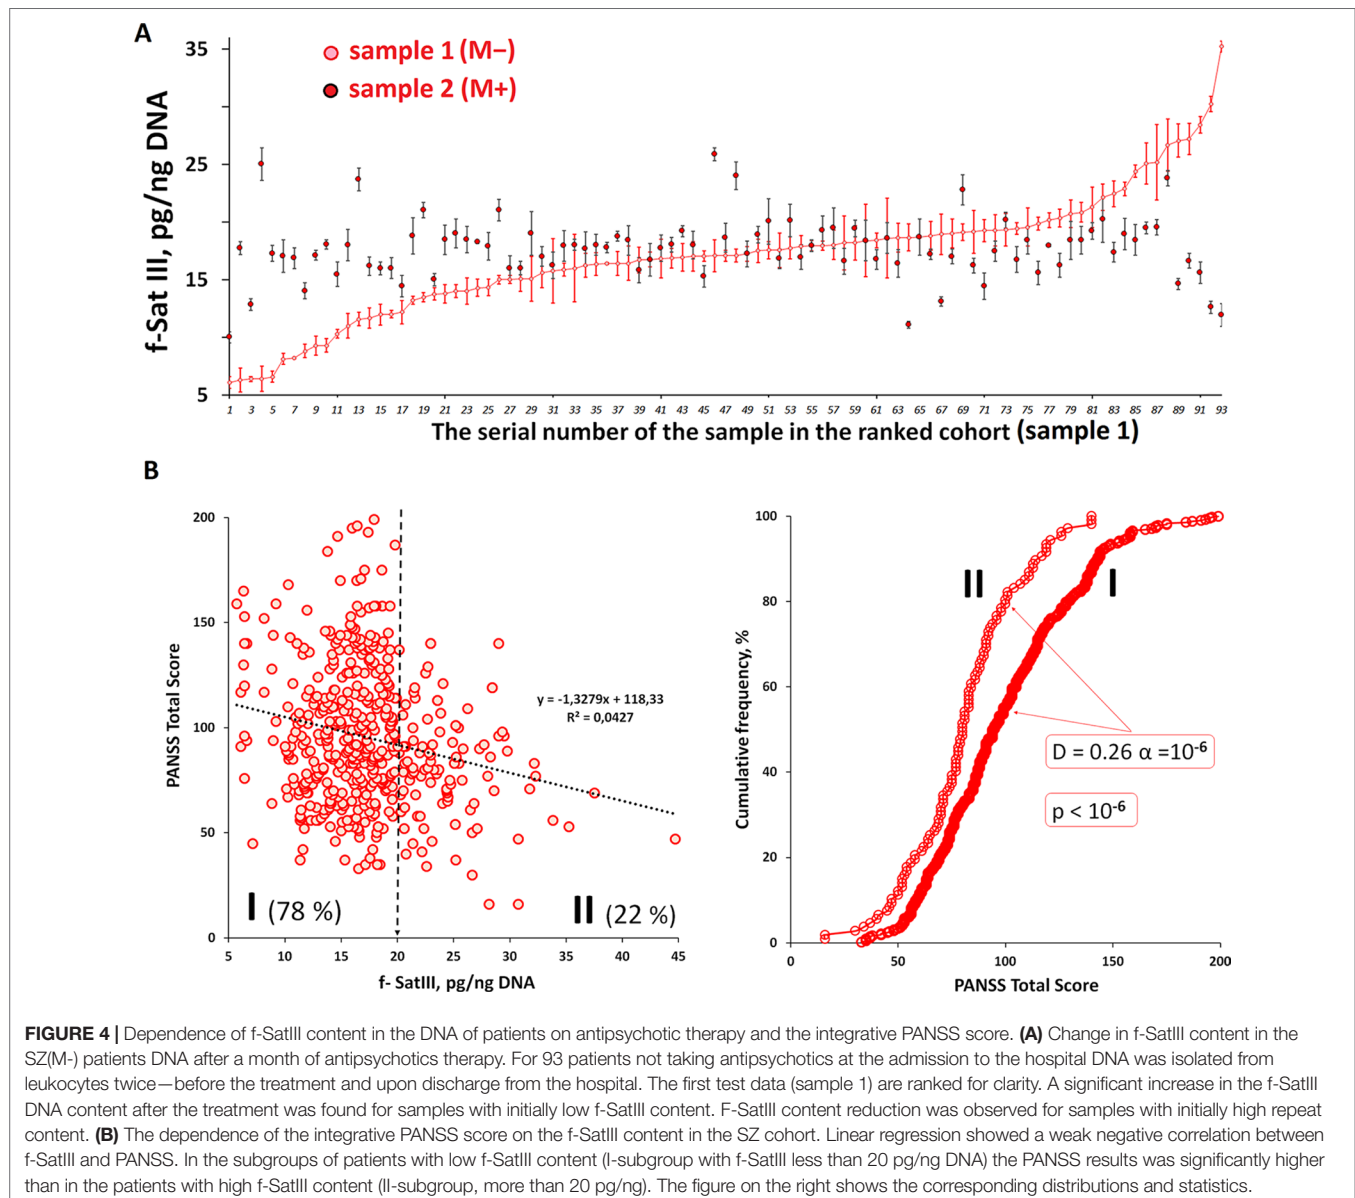 A
sample 1 (M−)
sample 2 (M+)
f-Sat III, pg/ng DNA
35
25
15
5
1 3 5 7 9 11 13 15 17 19 21 23 25 27 29 31 33 35 37 39 41 43 45 47 49 51 53 55 57 59 61 63 65 67 69 71 73 75 77 79 81 83 85 87 89 91 93
The serial number of the sample in the ranked cohort (sample 1)
B
PANSS Total Score
200
150
100
50
0
y = -1,3279x + 118,33
R² = 0,0427
I (78 %)
II (22 %)
5 10 15 20 25 30 35 40 45
f- SatIII, pg/ng DNA
Cumulative frequency, %
100
80
60
40
20
0
II
I
D = 0.26 α =10⁻⁶
p < 10⁻⁶
0 50 100 150 200
PANSS Total Score
FIGURE 4 | Dependence of f-SatIII content in the DNA of patients on antipsychotic therapy and the integrative PANSS score. (A) Change in f-SatIII content in the
SZ(M-) patients DNA after a month of antipsychotics therapy. For 93 patients not taking antipsychotics at the admission to the hospital DNA was isolated from
leukocytes twice—before the treatment and upon discharge from the hospital. The first test data (sample 1) are ranked for clarity. A significant increase in the f-SatIII
DNA content after the treatment was found for samples with initially low f-SatIII content. F-SatIII content reduction was observed for samples with initially high repeat
content. (B) The dependence of the integrative PANSS score on the f-SatIII content in the SZ cohort. Linear regression showed a weak negative correlation between
f-SatIII and PANSS. In the subgroups of patients with low f-SatIII content (I-subgroup with f-SatIII less than 20 pg/ng DNA) the PANSS results was significantly higher
than in the patients with high f-SatIII content (II-subgroup, more than 20 pg/ng). The figure on the right shows the corresponding distributions and statistics.